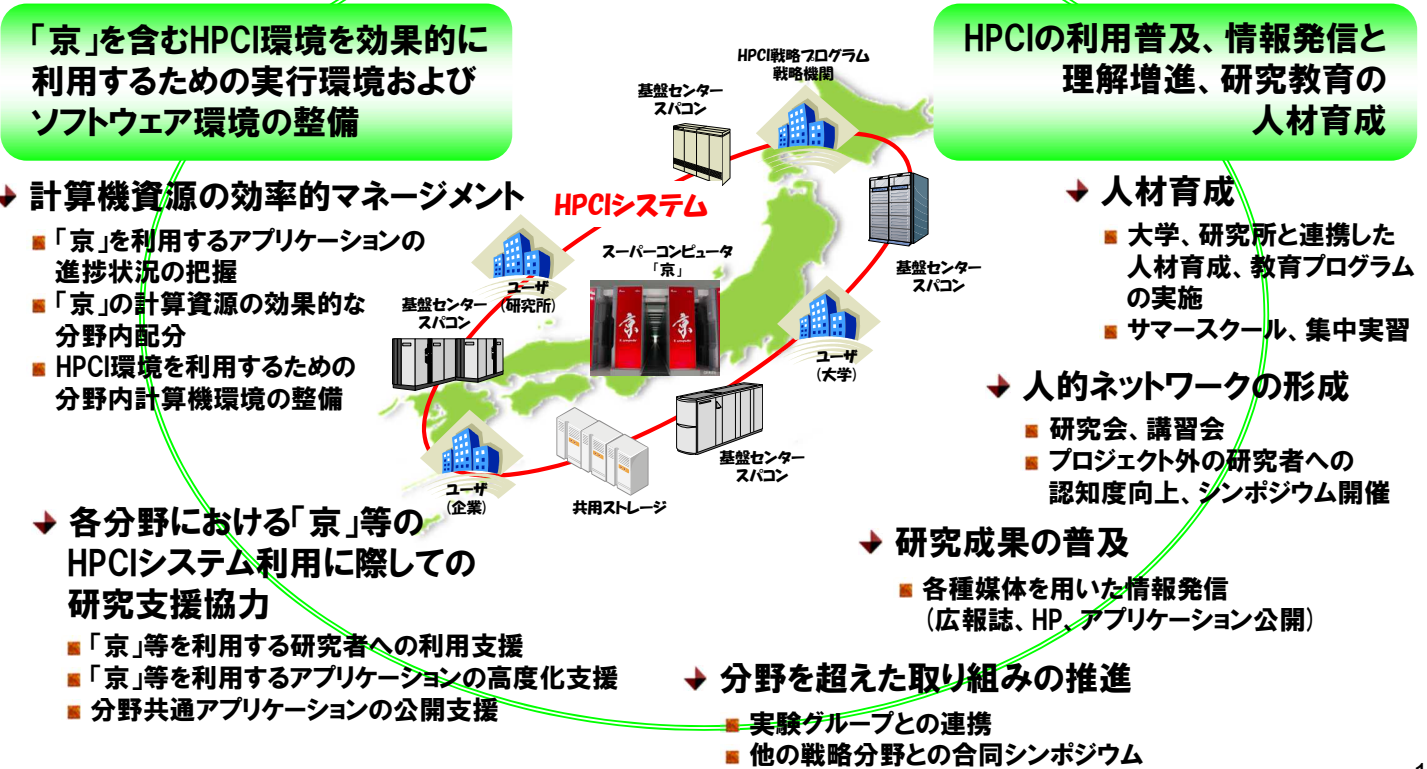 「京」を含むHPCI環境を効果的に
利用するための実行環境および
ソフトウェア環境の整備
計算機資源の効率的マネージメント
「京」を利用するアプリケーションの
進捗状況の把握
「京」の計算資源の効果的な
分野内配分
HPCI環境を利用するための
分野内計算機環境の整備
各分野における「京」等の
HPCIシステム利用に際しての
研究支援協力
「京」等を利用する研究者への利用支援
「京」等を利用するアプリケーションの高度化支援
分野共通アプリケーションの公開支援
HPCI戦略プログラム
戦略機関
基盤センター
スパコン
HPCIシステム
スーパーコンピュータ
「京」
京
京
ユーザ
(研究所)
基盤センター
スパコン
基盤センター
スパコン
ユーザ
(大学)
基盤センター
スパコン
ユーザ
(企業)
共用ストレージ
HPCIの利用普及、情報発信と
理解増進、研究教育の
人材育成
人材育成
大学、研究所と連携した
人材育成、教育プログラム
の実施
サマースクール、集中実習
人的ネットワークの形成
研究会、講習会
プロジェクト外の研究者への
認知度向上、シンポジウム開催
研究成果の普及
各種媒体を用いた情報発信
(広報誌、HP、アプリケーション公開)
分野を超えた取り組みの推進
実験グループとの連携
他の戦略分野との合同シンポジウム